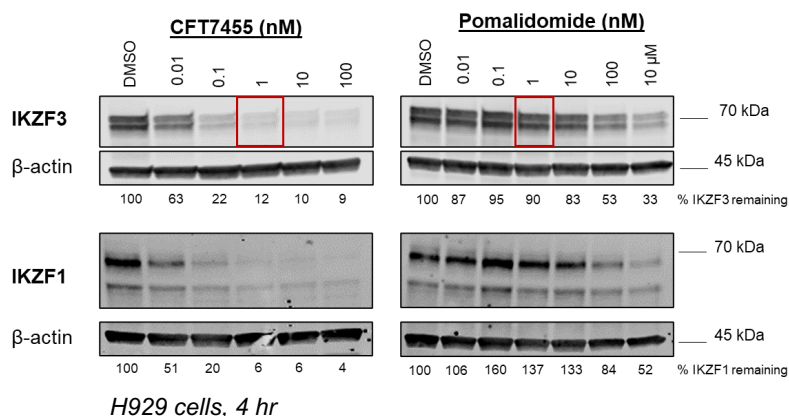 CFT7455 (nM)
Pomalidomide (nM)
DMSO 0.01 0.1 1 10 100
DMSO 0.01 0.1 1 10 100 10 µM
IKZF3
70 kDa
β-actin
45 kDa
100 63 22 12 10 9
100 87 95 90 83 53 33 % IKZF3 remaining
IKZF1
70 kDa
β-actin
45 kDa
100 51 20 6 6 4
100 106 160 137 133 84 52 % IKZF1 remaining
H929 cells, 4 hr